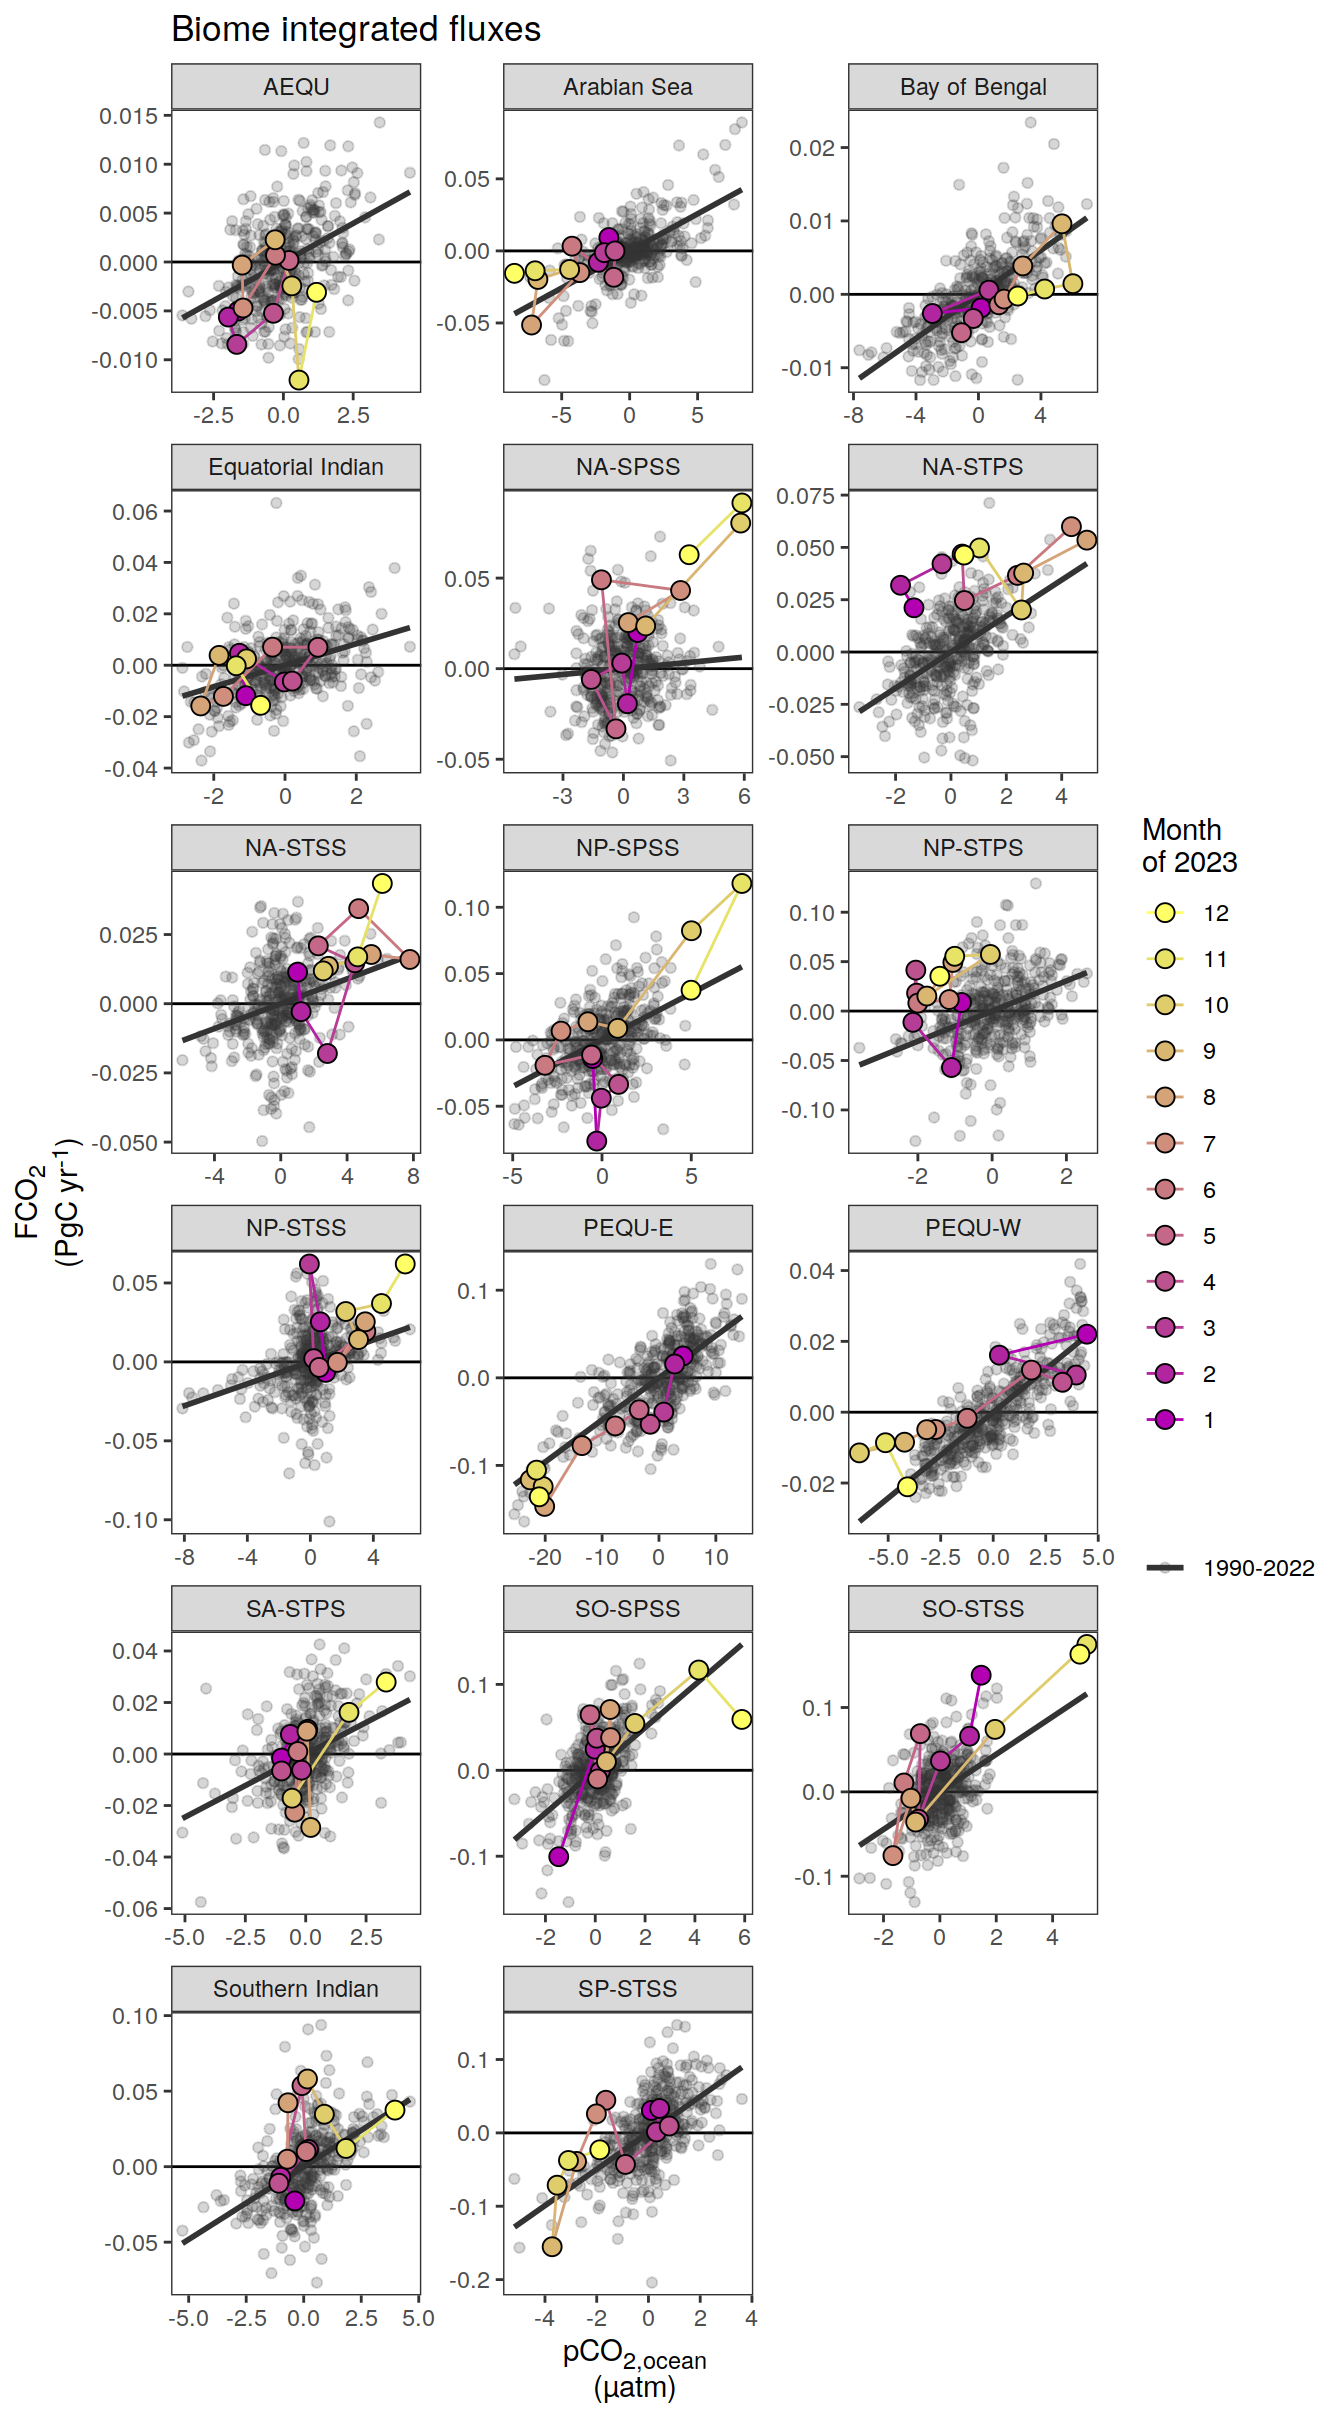 Biome integrated fluxes
AEQU
Arabian Sea
Bay of Bengal
0.015
0.010
0.005
0.000
-0.005
-0.010
0.05
0.00
-0.05
0.02
0.01
0.00
-0.01
-2.5 0.0 2.5
-5 0 5
-8 -4 0 4
Equatorial Indian
NA-SPSS
NA-STPS
0.06
0.04
0.02
0.00
-0.02
-0.04
0.05
0.00
-0.05
0.075
0.050
0.025
0.000
-0.025
-0.050
-2 0 2
-3 0 3 6
-2 0 2 4
NA-STSS
NP-SPSS
NP-STPS
0.025
0.000
-0.025
-0.050
0.10
0.05
0.00
-0.05
0.10
0.05
0.00
-0.05
-0.10
-4 0 4 8
-5 0 5
-2 0 2
NP-STSS
PEQU-E
PEQU-W
0.05
0.00
-0.05
-0.10
0.1
0.0
-0.1
0.04
0.02
0.00
-0.02
-8 -4 0 4
-20 -10 0 10
-5.0 -2.5 0.0 2.5 5.0
SA-STPS
SO-SPSS
SO-STSS
0.04
0.02
0.00
-0.02
-0.04
-0.06
0.1
0.0
-0.1
0.1
0.0
-0.1
-5.0 -2.5 0.0 2.5
-2 0 2 4 6
-2 0 2 4
Southern Indian
SP-STSS
0.10
0.05
0.00
-0.05
0.1
0.0
-0.1
-0.2
-5.0 -2.5 0.0 2.5 5.0
-4 -2 0 2 4
FCO₂
(PgC yr⁻¹)
pCO₂,ocean
(µatm)
Month
of 2023
12
11
10
9
8
7
6
5
4
3
2
1
1990-2022